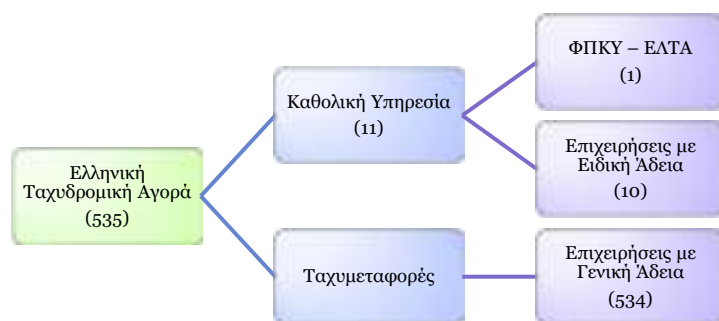 Ελληνική
Ταχυδρομική Αγορά
(535)
Καθολική Υπηρεσία
(11)
ΦΠΚΥ – ΕΛΤΑ
(1)
Επιχειρήσεις με
Ειδική Άδεια
(10)
Ταχυμεταφορές
Επιχειρήσεις με
Γενική Άδεια
(534)